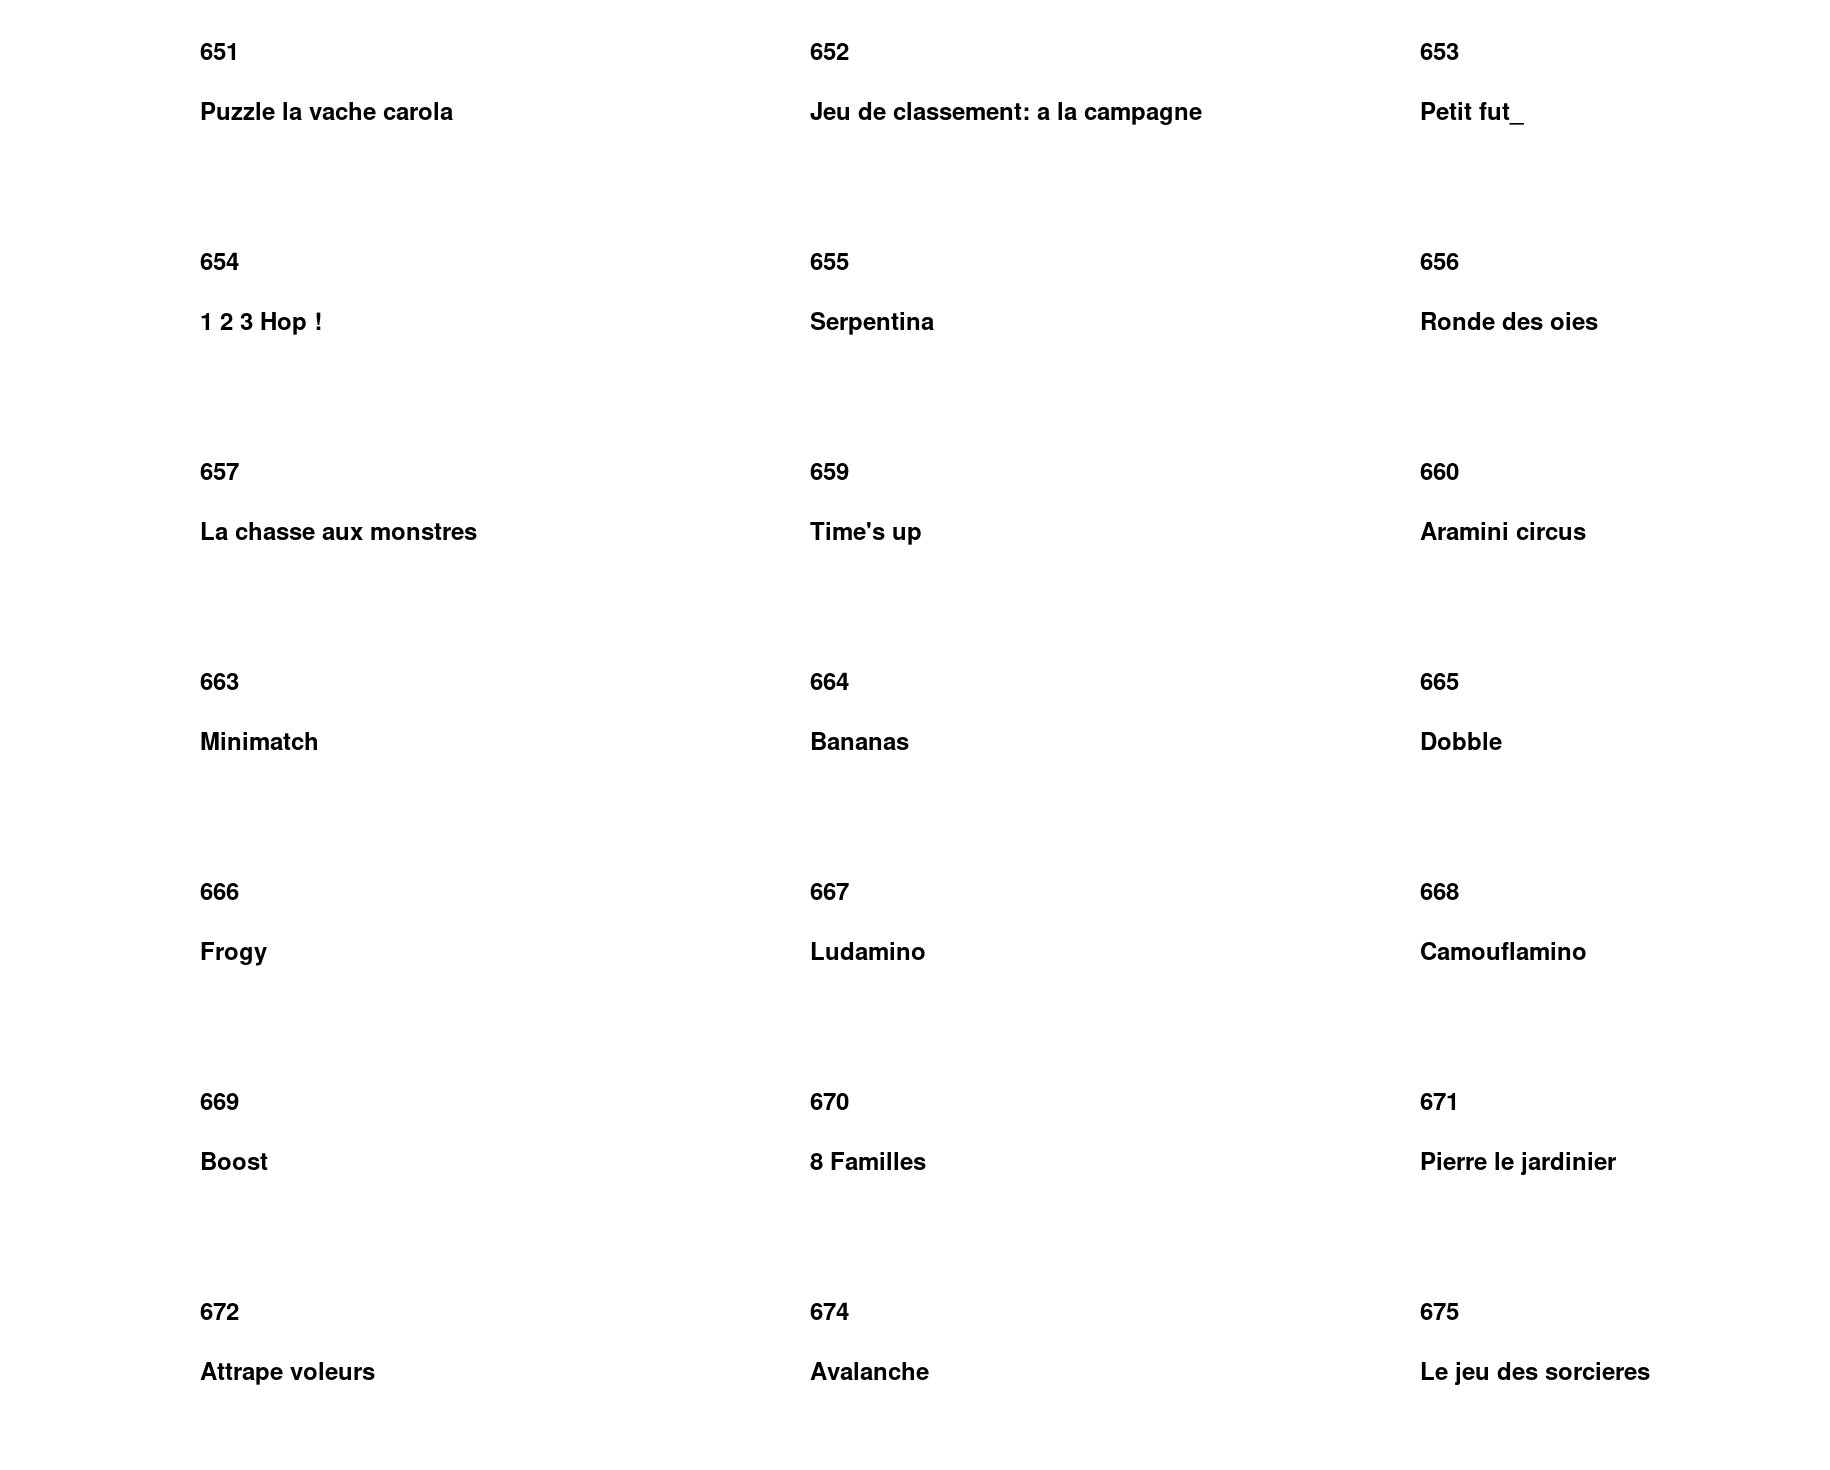 651
Puzzle la vache carola
652
Jeu de classement: a la campagne
653
Petit fut_
654
1 2 3 Hop !
655
Serpentina
656
Ronde des oies
657
La chasse aux monstres
659
Time's up
660
Aramini circus
663
Minimatch
664
Bananas
665
Dobble
666
Frogy
667
Ludamino
668
Camouflamino
669
Boost
670
8 Familles
671
Pierre le jardinier
672
Attrape voleurs
674
Avalanche
675
Le jeu des sorcieres